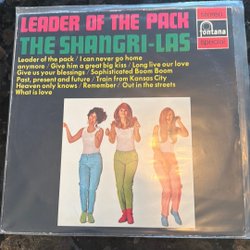 LEADER OF THE PACK
THE SHANGRI-LAS
STEREO
fontana
SPECIAL
Leader of the pack / I can never go home
anymore / Give him a great big kiss / Long live our love
Give us your blessings / Sophisticated Boom Boom
Past, present and future / Train from Kansas City
Heaven only knows / Remember / Out in the streets
What is love